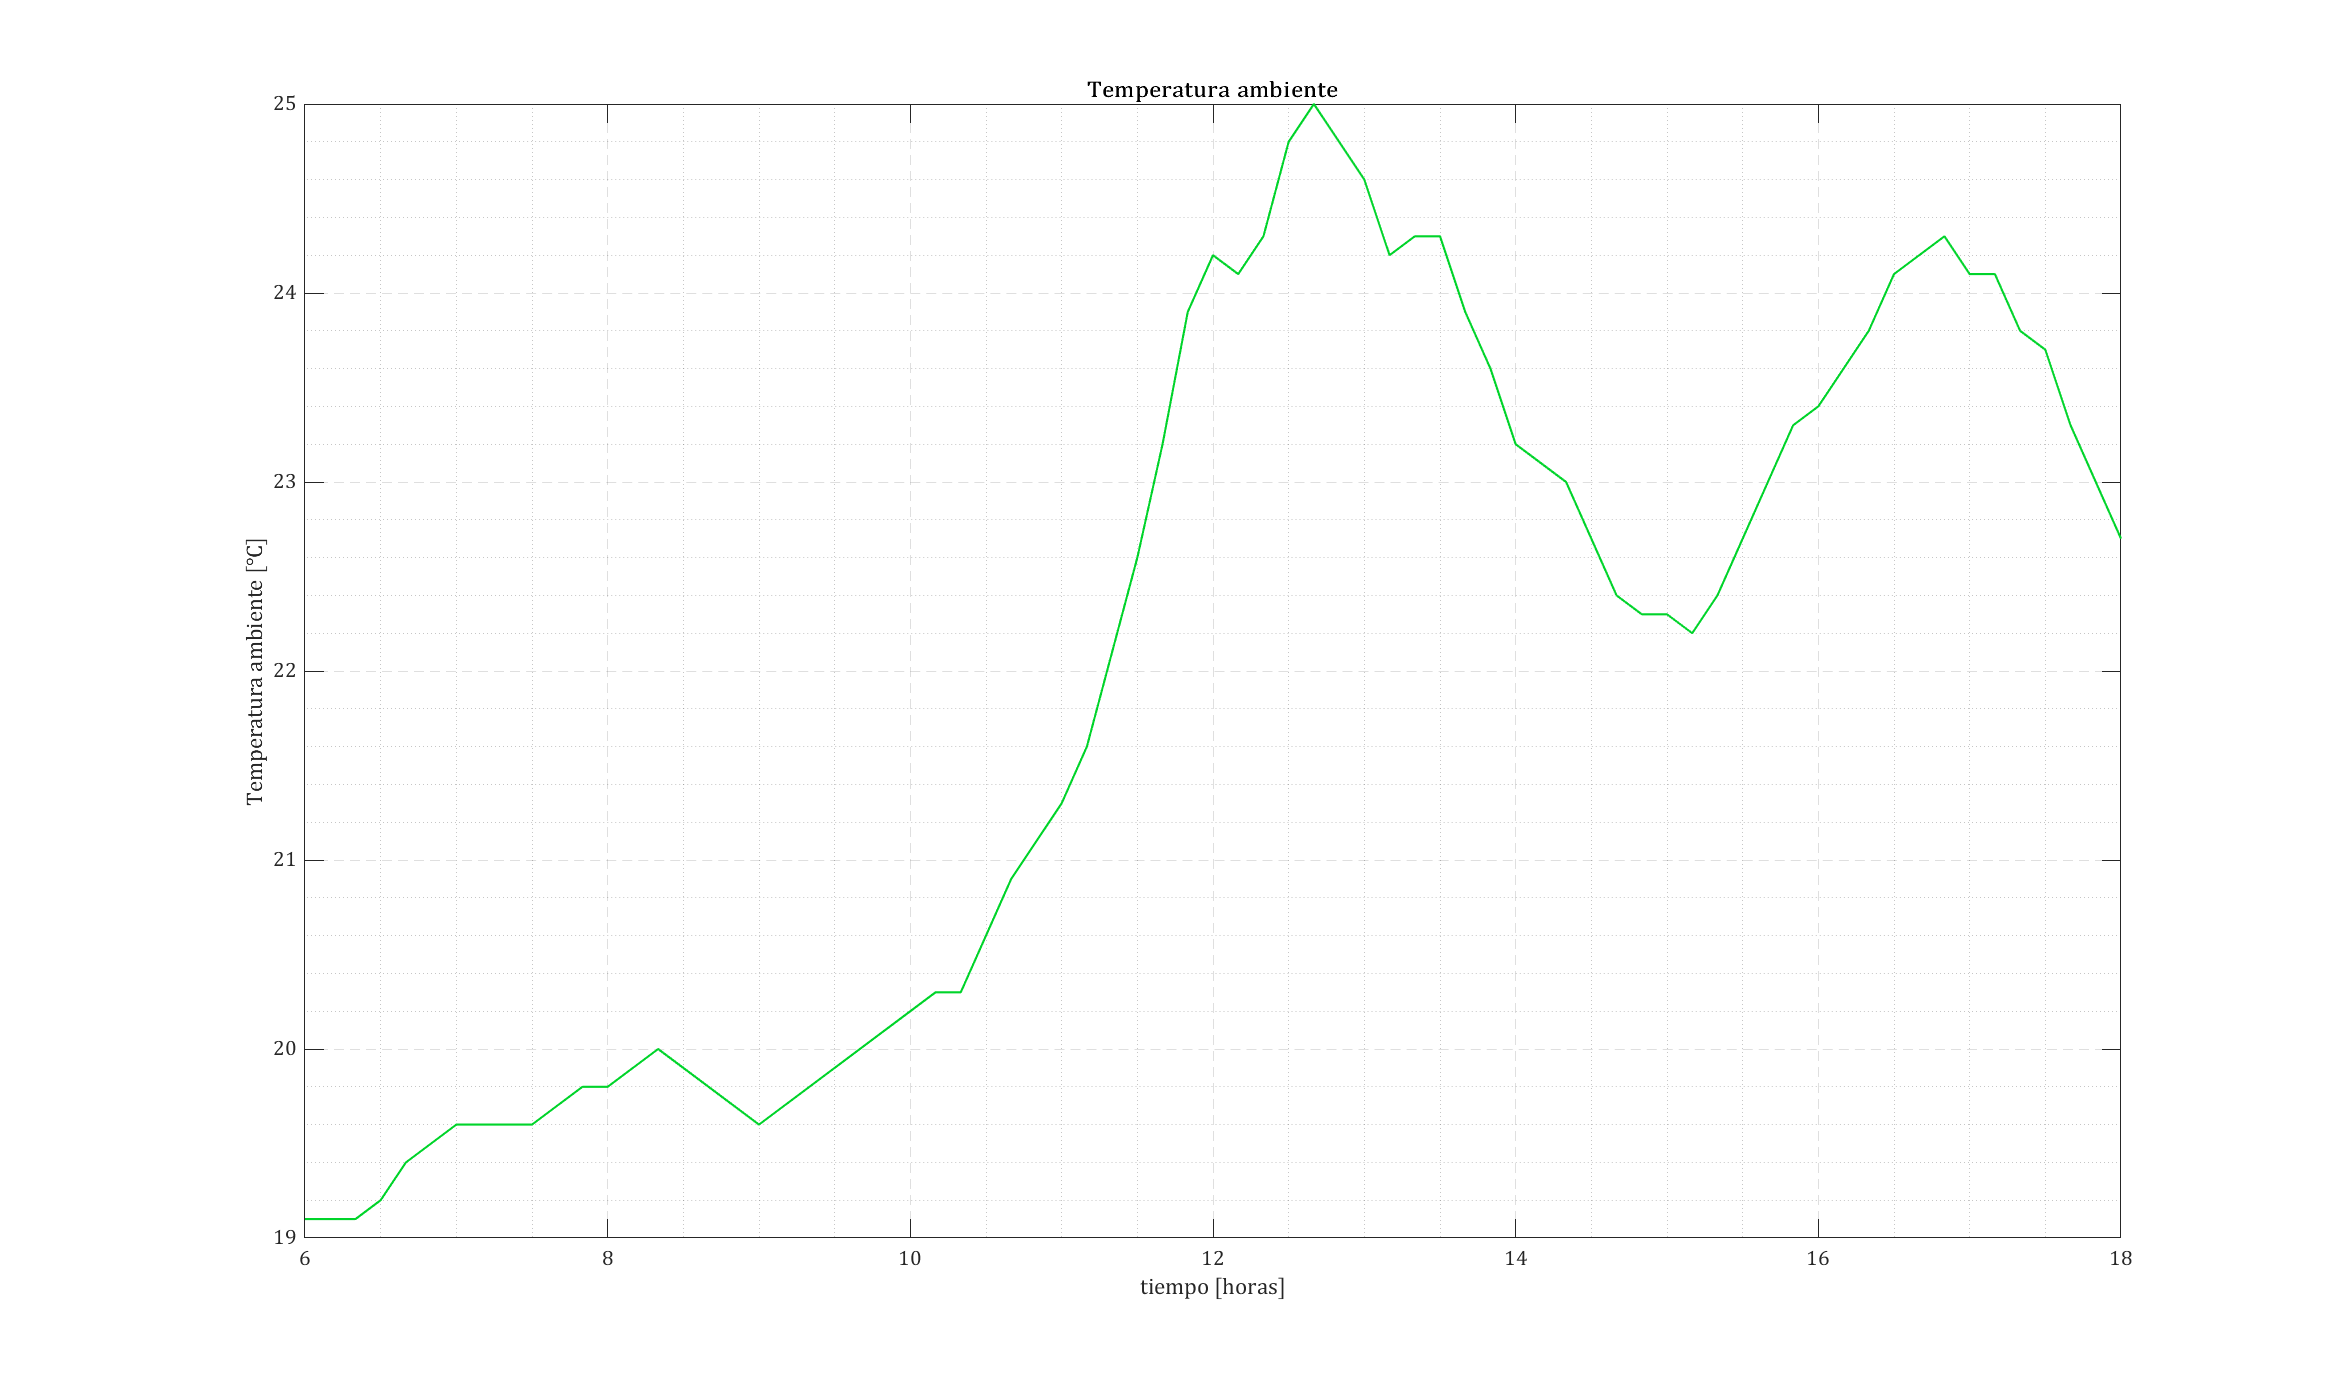 Temperatura ambiente
25
24
23
22
21
20
19
Temperatura ambiente [°C]
6 8 10 12 14 16 18
tiempo [horas]